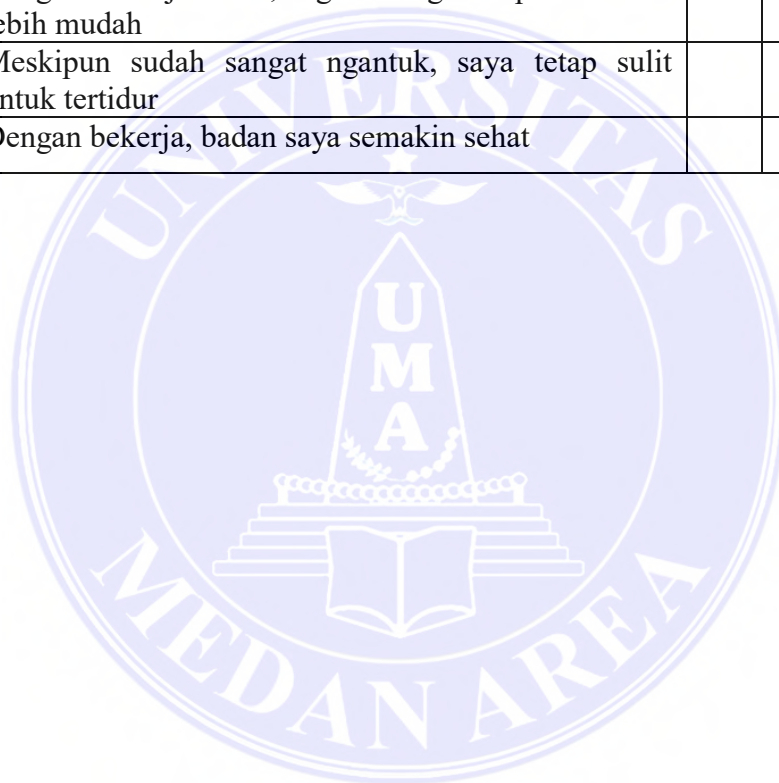 lebih mudah
Meskipun sudah sangat ngantuk, saya tetap sulit
untuk tertidur
Dengan bekerja, badan saya semakin sehat
UNIVERSITAS
U
M
A
MEDAN AREA